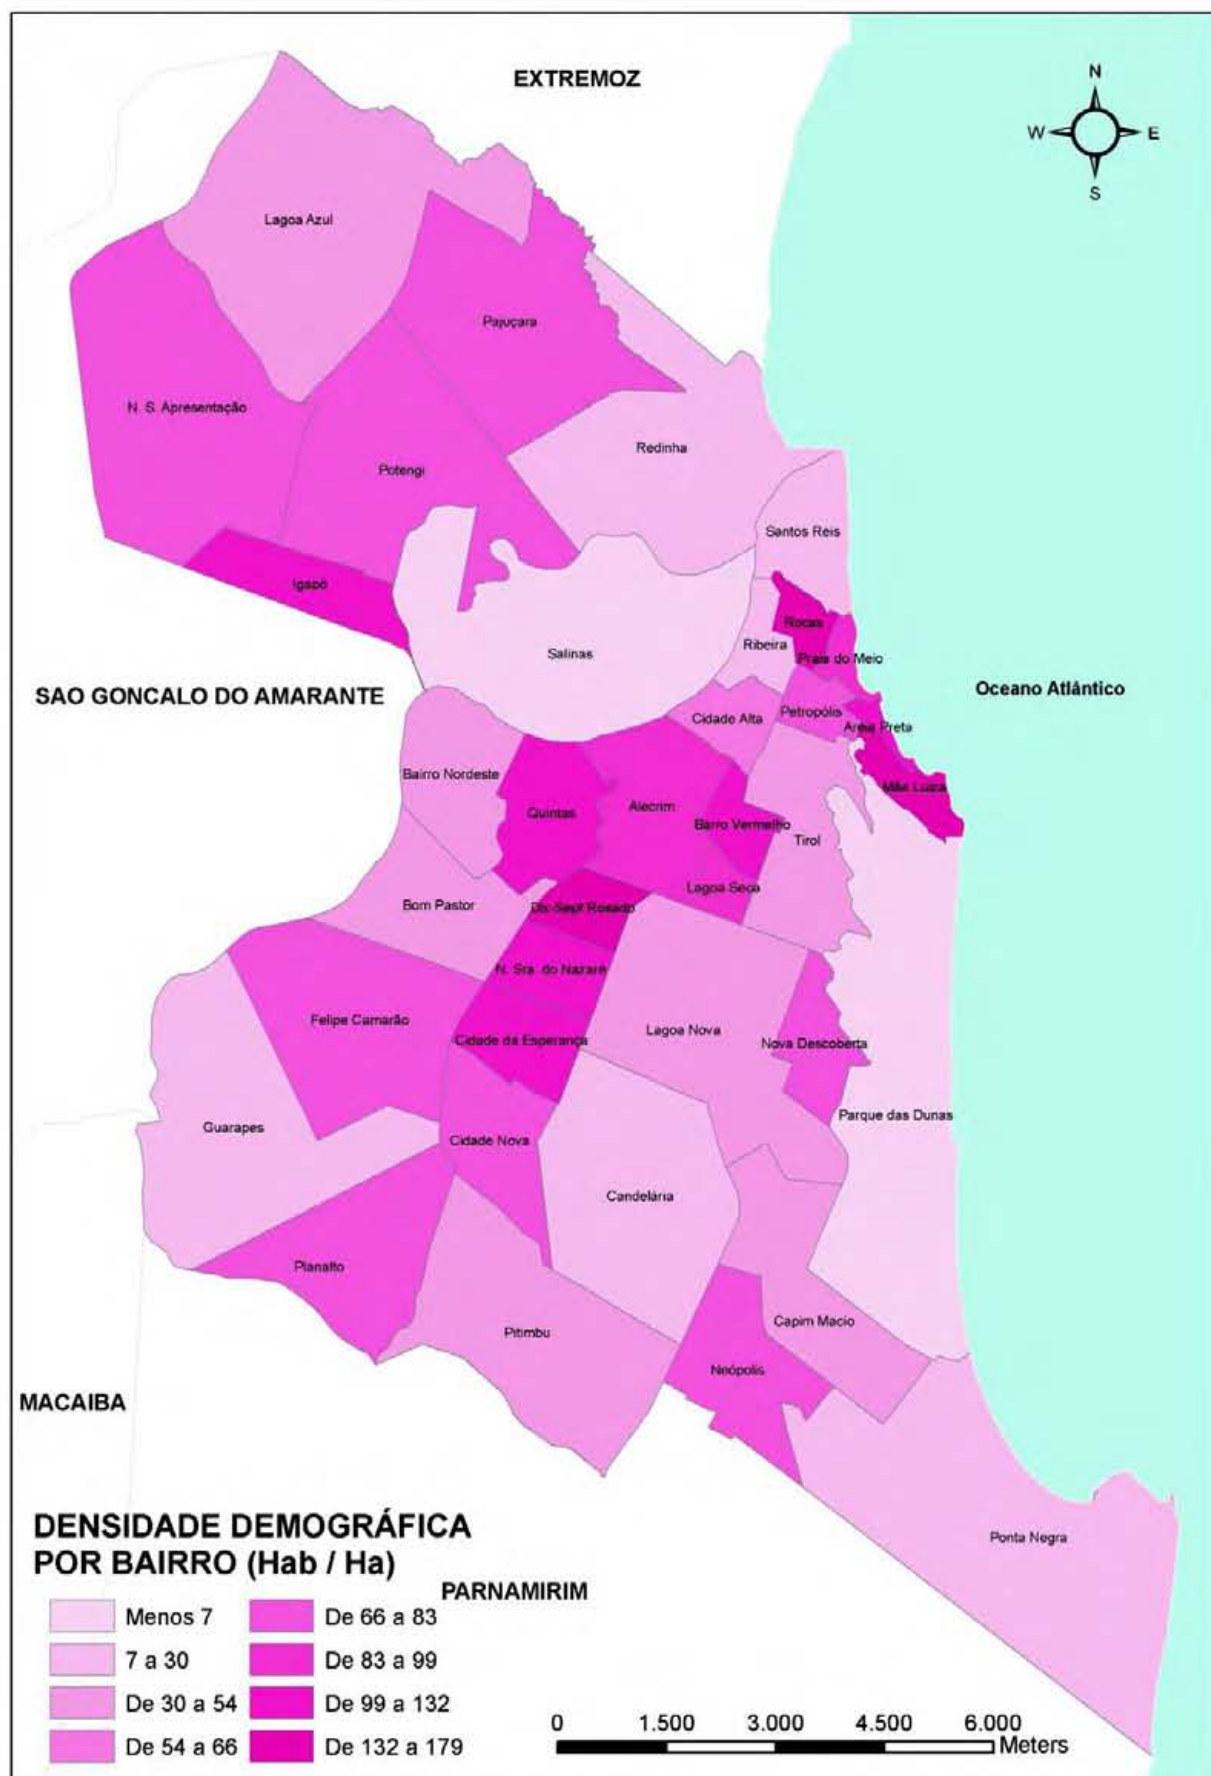 EXTREMOZ
N
W
E
S
Lagoa Azul
Pajuçara
N. S. Apresentação
Redinha
Potengi
Santos Reis
Igapó
Rocas
Ribeira
Salinas
Praia do Meio
SAO GONCALO DO AMARANTE
Oceano Atlântico
Petropólis
Cidade Alta
Areia Preta
Bairro Nordeste
Mãe Luiza
Alecrim
Quintas
Barro Vermelho
Tirol
Lagoa Seca
Bom Pastor
Dix-Sept Rosado
N. Sra. do Nazaré
Felipe Camarão
Lagoa Nova
Cidade da Esperança
Nova Descoberta
Parque das Dunas
Guarapes
Cidade Nova
Candelária
Planalto
Capim Macio
Pitimbu
Neópolis
MACAIBA
Ponta Negra
DENSIDADE DEMOGRÁFICA
POR BAIRRO (Hab / Ha)
PARNAMIRIM
Menos 7
De 66 a 83
7 a 30
De 83 a 99
De 30 a 54
De 99 a 132
De 54 a 66
De 132 a 179
0 1.500 3.000 4.500 6.000
Meters